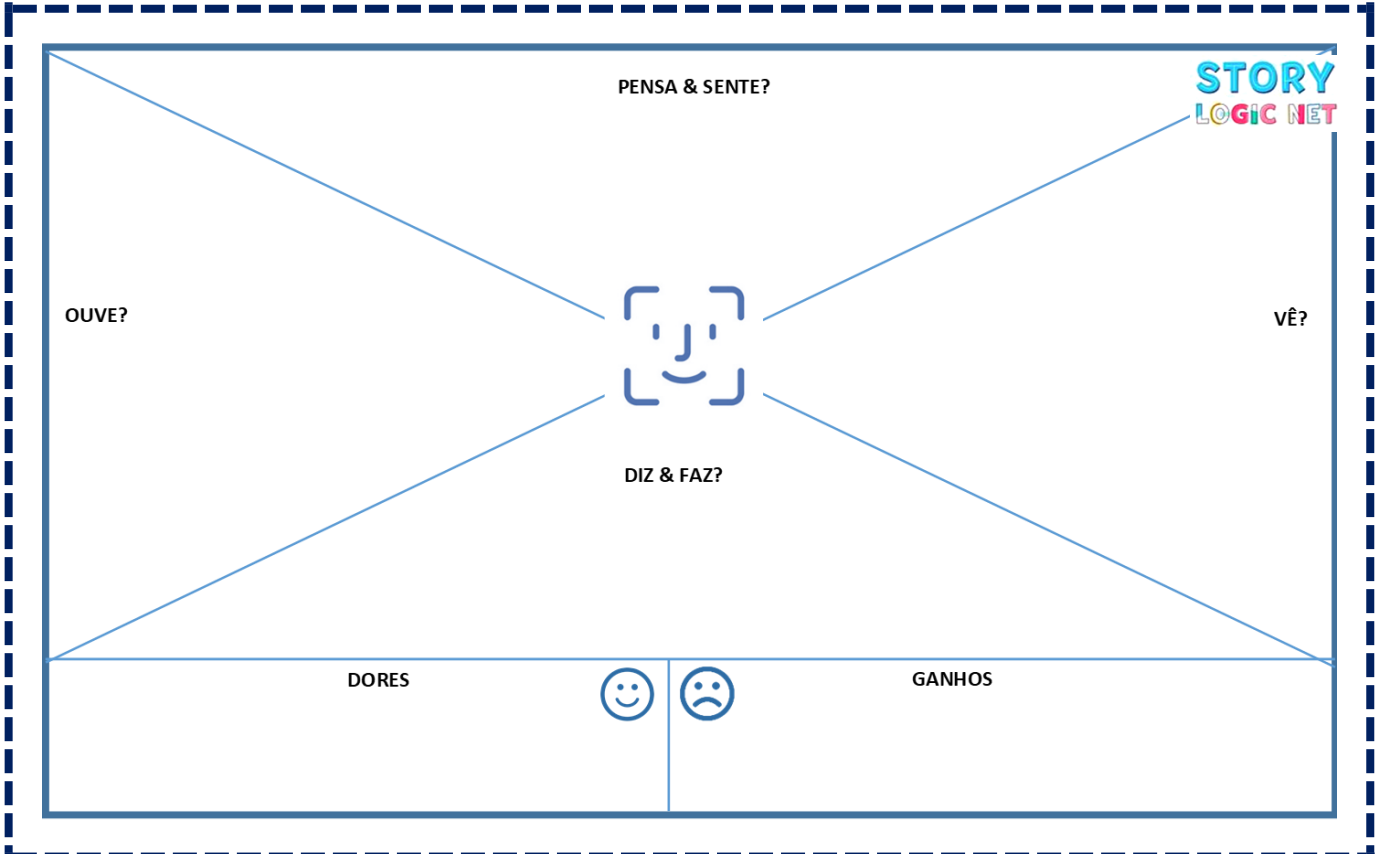 PENSA & SENTE?
STORY
LOGIC NET
OUVE?
VÊ?
DIZ & FAZ?
DORES
GANHOS